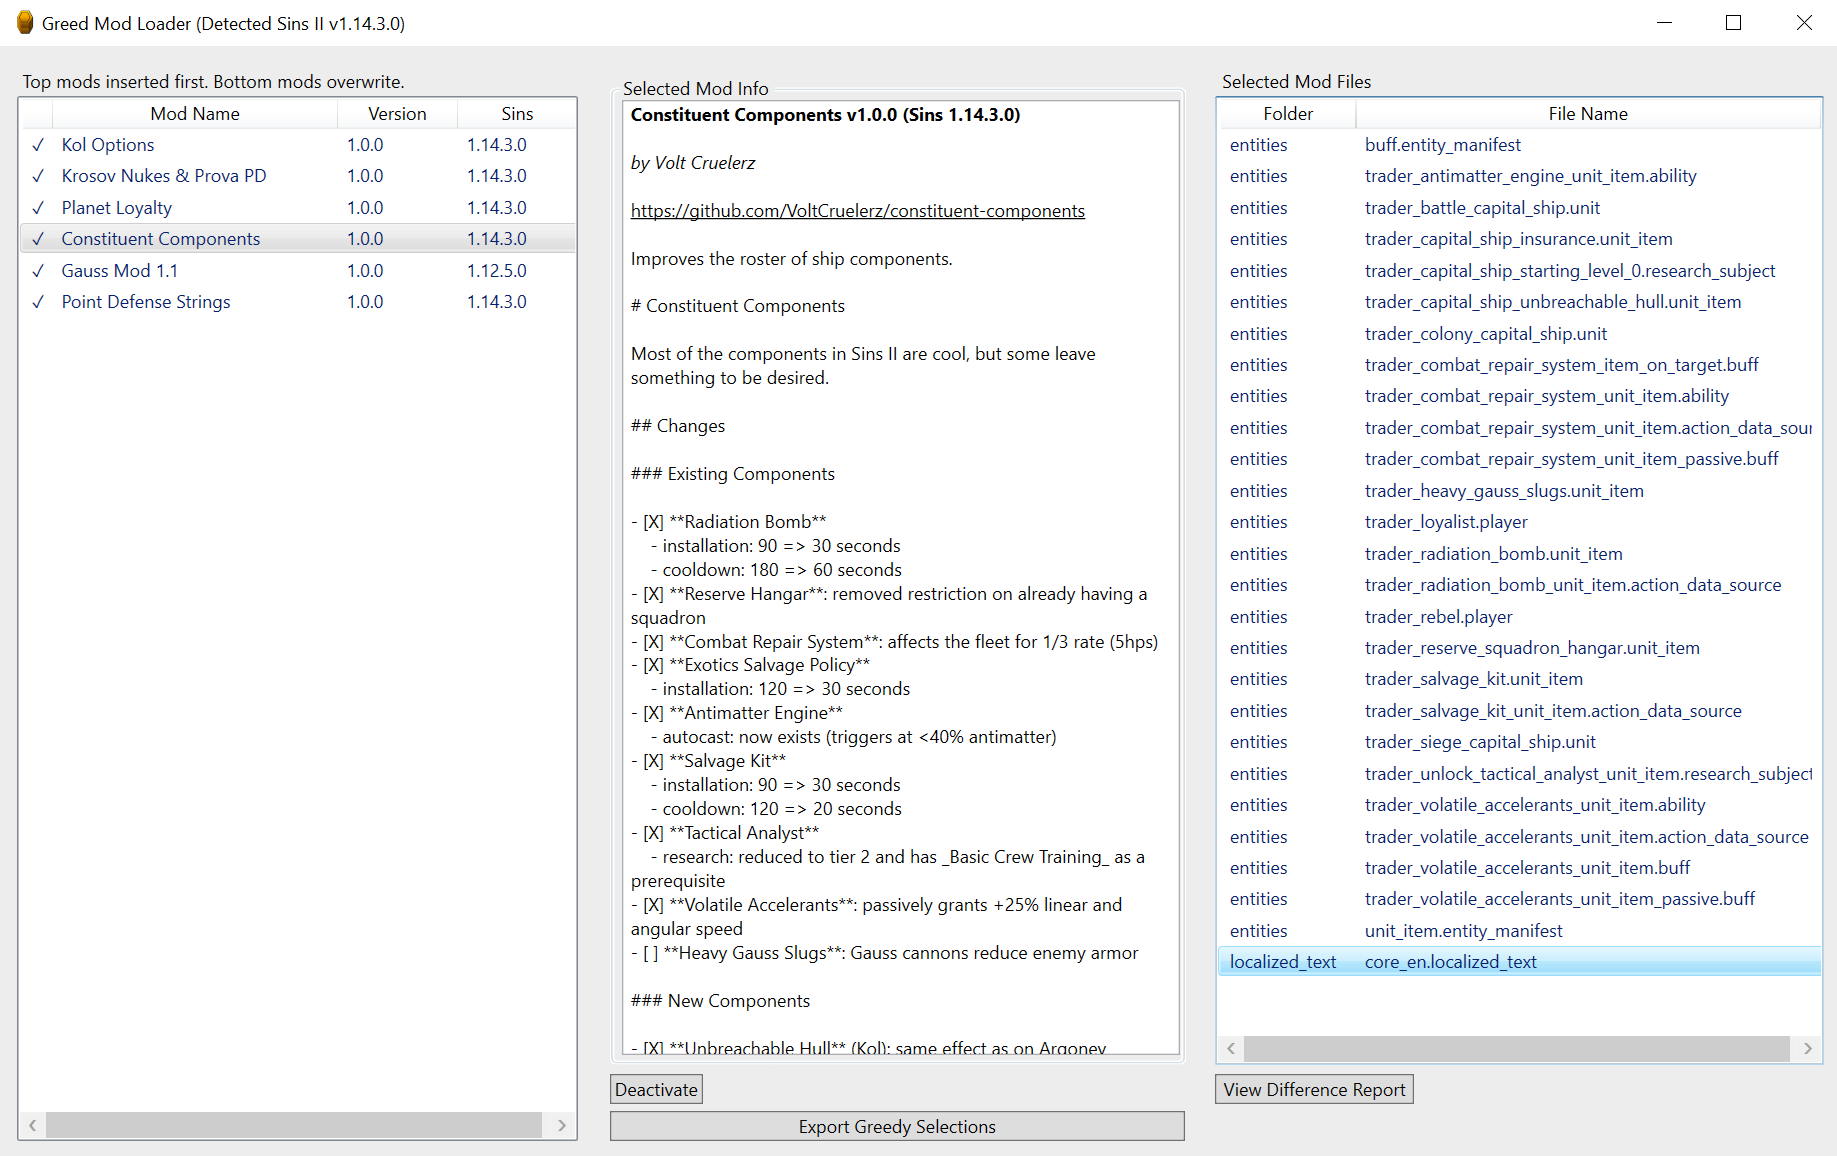 Greed Mod Loader (Detected Sins II v1.14.3.0)
Top mods inserted first. Bottom mods overwrite.
Mod Name Version Sins
✓ Kol Options 1.0.0 1.14.3.0
✓ Krosov Nukes & Prova PD 1.0.0 1.14.3.0
✓ Planet Loyalty 1.0.0 1.14.3.0
✓ Constituent Components 1.0.0 1.14.3.0
✓ Gauss Mod 1.1 1.0.0 1.12.5.0
✓ Point Defense Strings 1.0.0 1.14.3.0
Selected Mod Info
Constituent Components v1.0.0 (Sins 1.14.3.0)
by Volt Cruelerz
https://github.com/VoltCruelerz/constituent-components
Improves the roster of ship components.
# Constituent Components
Most of the components in Sins II are cool, but some leave
something to be desired.
## Changes
### Existing Components
- [X] **Radiation Bomb**
- installation: 90 => 30 seconds
- cooldown: 180 => 60 seconds
- [X] **Reserve Hangar**: removed restriction on already having a
squadron
- [X] **Combat Repair System**: affects the fleet for 1/3 rate (5hps)
- [X] **Exotics Salvage Policy**
- installation: 120 => 30 seconds
- [X] **Antimatter Engine**
- autocast: now exists (triggers at <40% antimatter)
- [X] **Salvage Kit**
- installation: 90 => 30 seconds
- cooldown: 120 => 20 seconds
- [X] **Tactical Analyst**
- research: reduced to tier 2 and has _Basic Crew Training_ as a
prerequisite
- [X] **Volatile Accelerants**: passively grants +25% linear and
angular speed
- [ ] **Heavy Gauss Slugs**: Gauss cannons reduce enemy armor
### New Components
- [X] **Unbreachable Hull** (Kol): same effect as on Argonev
Deactivate
Export Greedy Selections
Selected Mod Files
Folder File Name
entities buff.entity_manifest
entities trader_antimatter_engine_unit_item.ability
entities trader_battle_capital_ship.unit
entities trader_capital_ship_insurance.unit_item
entities trader_capital_ship_starting_level_0.research_subject
entities trader_capital_ship_unbreachable_hull.unit_item
entities trader_colony_capital_ship.unit
entities trader_combat_repair_system_item_on_target.buff
entities trader_combat_repair_system_unit_item.ability
entities trader_combat_repair_system_unit_item.action_data_sour
entities trader_combat_repair_system_unit_item_passive.buff
entities trader_heavy_gauss_slugs.unit_item
entities trader_loyalist.player
entities trader_radiation_bomb.unit_item
entities trader_radiation_bomb_unit_item.action_data_source
entities trader_rebel.player
entities trader_reserve_squadron_hangar.unit_item
entities trader_salvage_kit.unit_item
entities trader_salvage_kit_unit_item.action_data_source
entities trader_siege_capital_ship.unit
entities trader_unlock_tactical_analyst_unit_item.research_subject
entities trader_volatile_accelerants_unit_item.ability
entities trader_volatile_accelerants_unit_item.action_data_source
entities trader_volatile_accelerants_unit_item.buff
entities trader_volatile_accelerants_unit_item_passive.buff
entities unit_item.entity_manifest
localized_text core_en.localized_text
View Difference Report